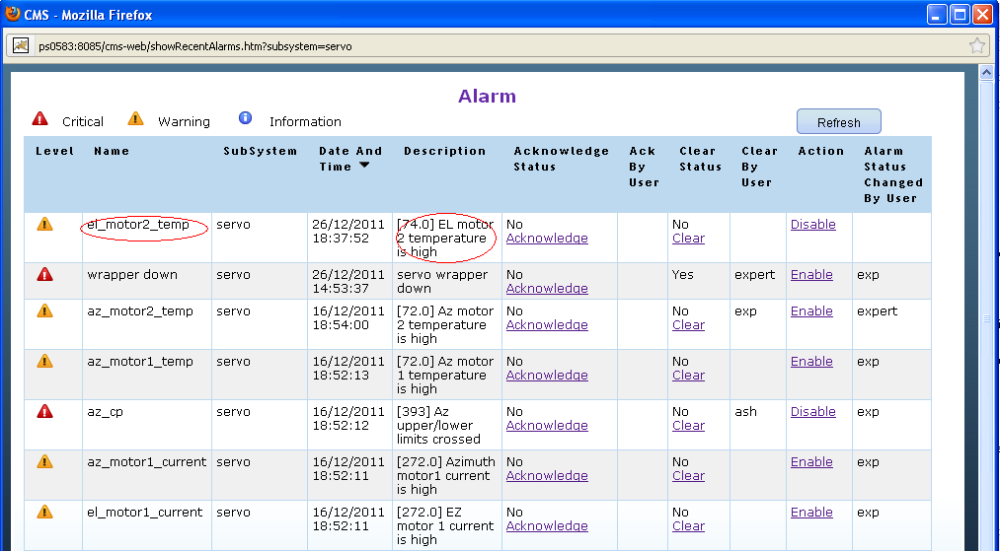 CMS - Mozilla Firefox
ps0583:8085/cms-web/showRecentAlarms.htm?subsystem=servo
Alarm
Critical Warning Information Refresh
Level Name SubSystem Date And Time Description Acknowledge Status Ack By User Clear Status Clear By User Action Alarm Status Changed By User
el_motor2_temp servo 26/12/2011 18:37:52 [74.0] EL motor 2 temperature is high No Acknowledge No Clear Disable
wrapper down servo 26/12/2011 14:53:37 servo wrapper down No Acknowledge Yes expert Enable exp
az_motor2_temp servo 16/12/2011 18:54:00 [72.0] Az motor 2 temperature is high No Acknowledge No Clear exp Enable expert
az_motor1_temp servo 16/12/2011 18:52:13 [72.0] Az motor 1 temperature is high No Acknowledge No Clear Enable exp
az_cp servo 16/12/2011 18:52:12 [393] Az upper/lower limits crossed No Acknowledge No Clear ash Disable exp
az_motor1_current servo 16/12/2011 18:52:11 [272.0] Azimuth motor1 current is high No Acknowledge No Clear Enable exp
el_motor1_current servo 16/12/2011 18:52:11 [272.0] EZ motor 1 current is high No Acknowledge No Clear Enable exp